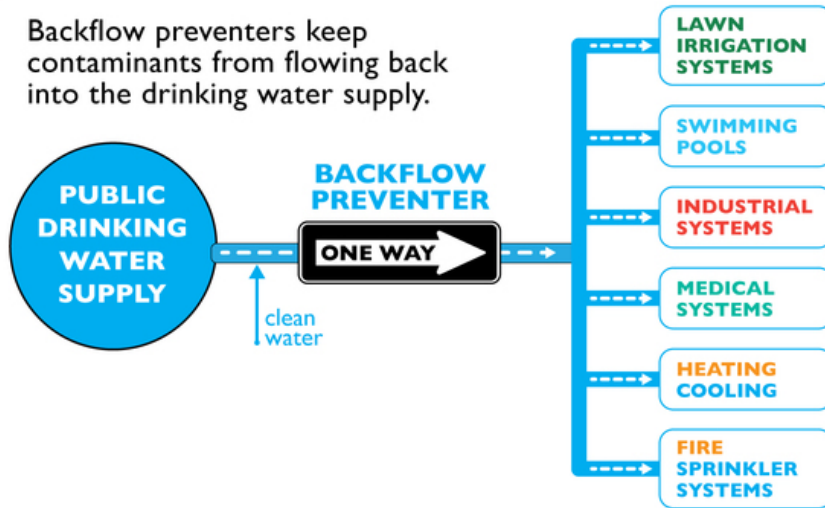 Backflow preventers keep
contaminants from flowing back
into the drinking water supply.
PUBLIC
DRINKING
WATER
SUPPLY
clean
water
BACKFLOW
PREVENTER
ONE WAY
LAWN
IRRIGATION
SYSTEMS
SWIMMING
POOLS
INDUSTRIAL
SYSTEMS
MEDICAL
SYSTEMS
HEATING
COOLING
FIRE
SPRINKLER
SYSTEMS